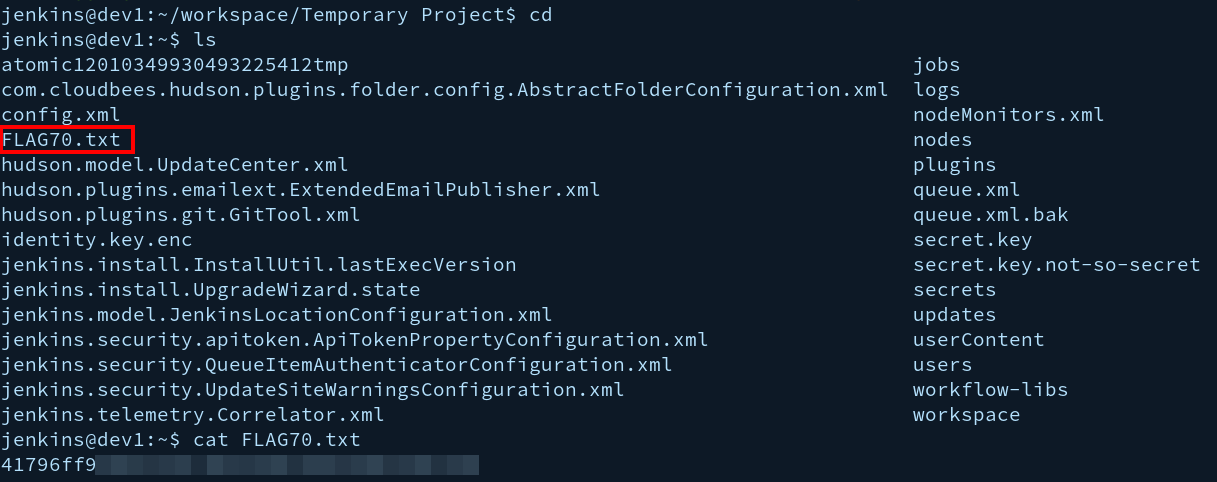 jenkins@dev1:~/workspace/Temporary Project$ cd
jenkins@dev1:~$ ls
atomic12010349930493225412tmp jobs
com.cloudbees.hudson.plugins.folder.config.AbstractFolderConfiguration.xml logs
config.xml nodeMonitors.xml
FLAG70.txt nodes
hudson.model.UpdateCenter.xml plugins
hudson.plugins.emailext.ExtendedEmailPublisher.xml queue.xml
hudson.plugins.git.GitTool.xml queue.xml.bak
identity.key.enc secret.key
jenkins.install.InstallUtil.lastExecVersion secret.key.not-so-secret
jenkins.install.UpgradeWizard.state secrets
jenkins.model.JenkinsLocationConfiguration.xml updates
jenkins.security.apitoken.ApiTokenPropertyConfiguration.xml userContent
jenkins.security.QueueItemAuthenticatorConfiguration.xml users
jenkins.security.UpdateSiteWarningsConfiguration.xml workflow-libs
jenkins.telemetry.Correlator.xml workspace
jenkins@dev1:~$ cat FLAG70.txt
41796ff9